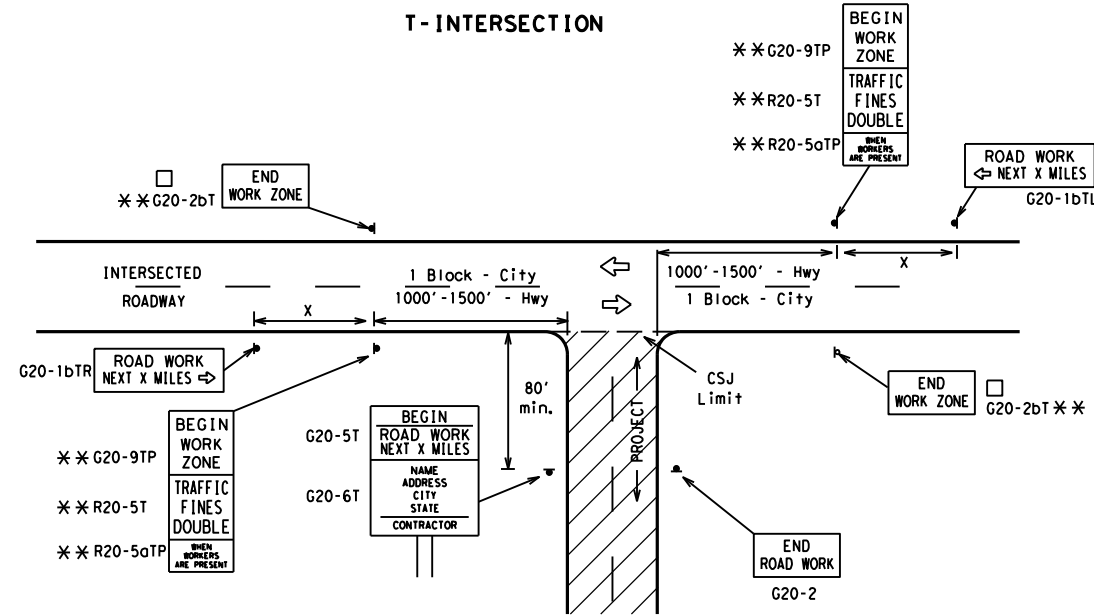 T-INTERSECTION
BEGIN
WORK
ZONE
TRAFFIC
FINES
DOUBLE
WHEN
WORKERS
ARE PRESENT
**G20-9TP
**R20-5T
**R20-5aTP
ROAD WORK
⇦ NEXT X MILES
G20-1bTL
END
WORK ZONE
□
**G20-2bT
INTERSECTED
ROADWAY
1 Block - City
1000'-1500' - Hwy
X
1000'-1500' - Hwy
1 Block - City
X
G20-1bTR
ROAD WORK
NEXT X MILES ⇨
80'
min.
CSJ
Limit
PROJECT
END
WORK ZONE
□
G20-2bT **
**G20-9TP
**R20-5T
**R20-5aTP
BEGIN
WORK
ZONE
TRAFFIC
FINES
DOUBLE
WHEN
WORKERS
ARE PRESENT
G20-5T
G20-6T
BEGIN
ROAD WORK
NEXT X MILES
NAME
ADDRESS
CITY
STATE
CONTRACTOR
END
ROAD WORK
G20-2